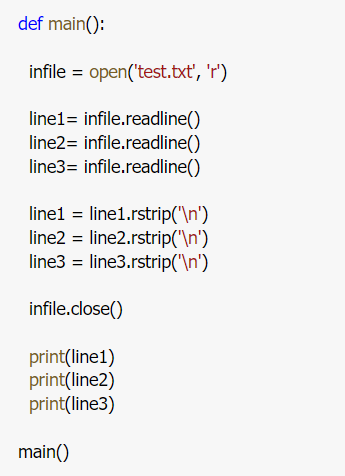 def main():
infile = open('test.txt', 'r')
line1= infile.readline()
line2= infile.readline()
line3= infile.readline()
line1 = line1.rstrip('\n')
line2 = line2.rstrip('\n')
line3 = line3.rstrip('\n')
infile.close()
print(line1)
print(line2)
print(line3)
main()